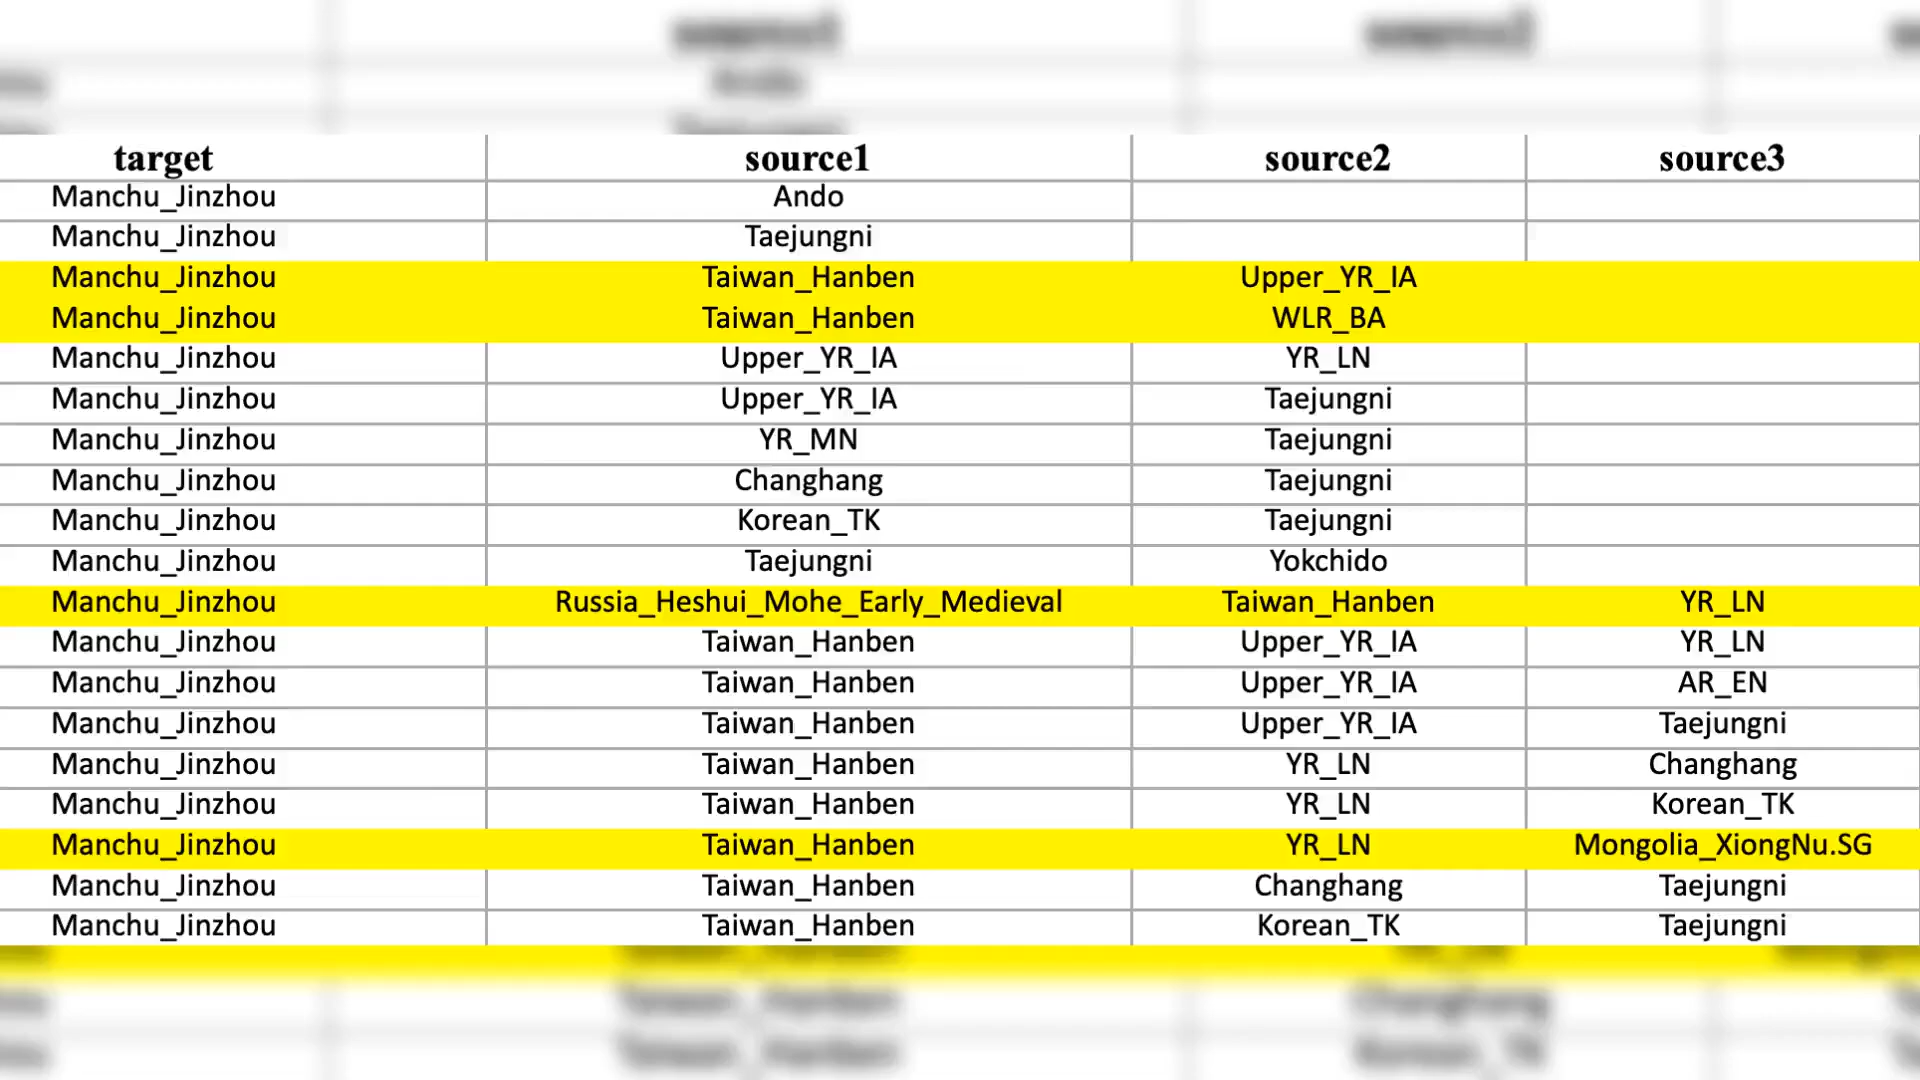 target source1 source2 source3
Manchu_Jinzhou Ando
Manchu_Jinzhou Taejungni
Manchu_Jinzhou Taiwan_Hanben Upper_YR_IA
Manchu_Jinzhou Taiwan_Hanben WLR_BA
Manchu_Jinzhou Upper_YR_IA YR_LN
Manchu_Jinzhou Upper_YR_IA Taejungni
Manchu_Jinzhou YR_MN Taejungni
Manchu_Jinzhou Changhang Taejungni
Manchu_Jinzhou Korean_TK Taejungni
Manchu_Jinzhou Taejungni Yokchido
Manchu_Jinzhou Russia_Heshui_Mohe_Early_Medieval Taiwan_Hanben YR_LN
Manchu_Jinzhou Taiwan_Hanben Upper_YR_IA YR_LN
Manchu_Jinzhou Taiwan_Hanben Upper_YR_IA AR_EN
Manchu_Jinzhou Taiwan_Hanben Upper_YR_IA Taejungni
Manchu_Jinzhou Taiwan_Hanben YR_LN Changhang
Manchu_Jinzhou Taiwan_Hanben YR_LN Korean_TK
Manchu_Jinzhou Taiwan_Hanben YR_LN Mongolia_XiongNu.SG
Manchu_Jinzhou Taiwan_Hanben Changhang Taejungni
Manchu_Jinzhou Taiwan_Hanben Korean_TK Taejungni